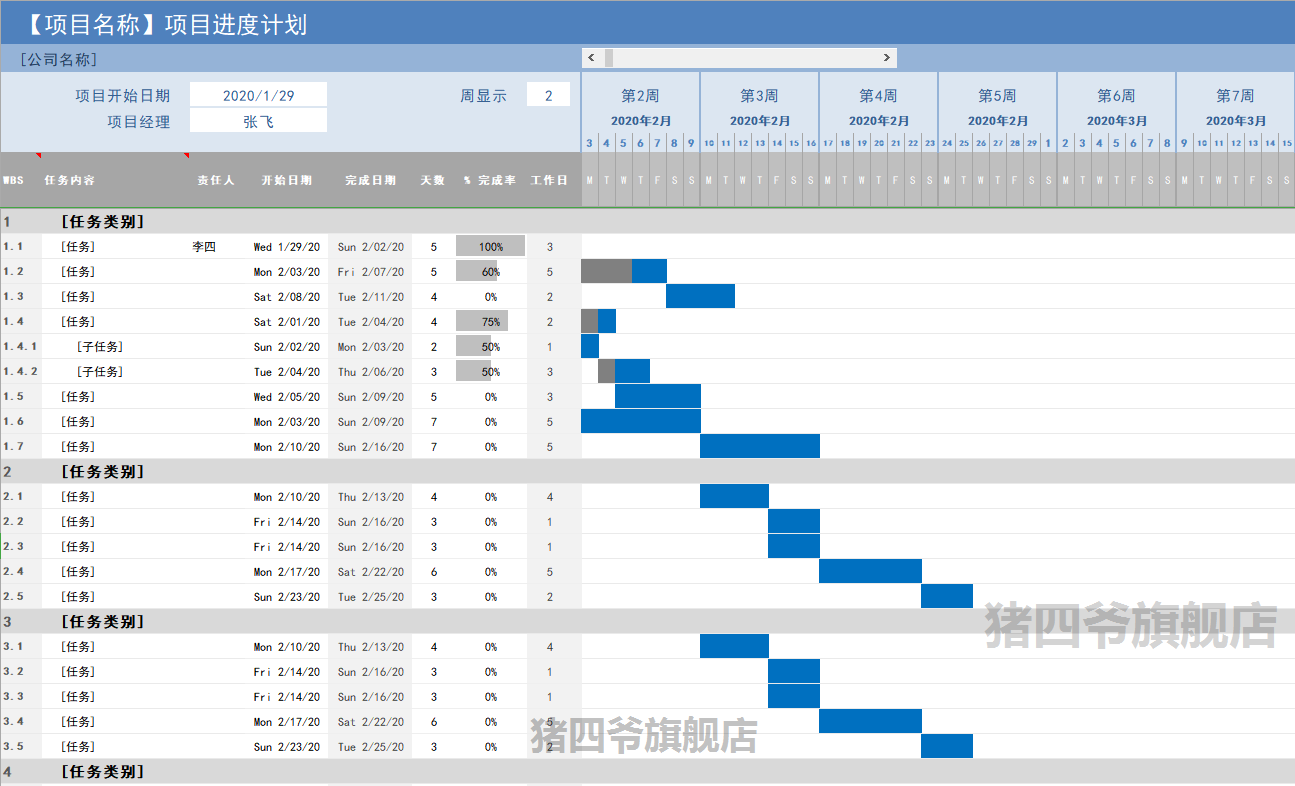 【项目名称】项目进度计划
[公司名称]
项目开始日期 2020/1/29 周显示 2 第2周 第3周 第4周 第5周 第6周 第7周
项目经理 张飞 2020年2月 2020年2月 2020年2月 2020年2月 2020年3月 2020年3月
3 4 5 6 7 8 9 10 11 12 13 14 15 16 17 18 19 20 21 22 23 24 25 26 27 28 29 1 2 3 4 5 6 7 8 9 10 11 12 13 14 15
WBS 任务内容 责任人 开始日期 完成日期 天数 % 完成率 工作日 M T W T F S S M T W T F S S M T W T F S S M T W T F S S M T W T F S S M T W T F S S
1 [任务类别]
1.1 [任务] 李四 Wed 1/29/20 Sun 2/02/20 5 100% 3
1.2 [任务] Mon 2/03/20 Fri 2/07/20 5 60% 5
1.3 [任务] Sat 2/08/20 Tue 2/11/20 4 0% 2
1.4 [任务] Sat 2/01/20 Tue 2/04/20 4 75% 2
1.4.1 [子任务] Sun 2/02/20 Mon 2/03/20 2 50% 1
1.4.2 [子任务] Tue 2/04/20 Thu 2/06/20 3 50% 3
1.5 [任务] Wed 2/05/20 Sun 2/09/20 5 0% 3
1.6 [任务] Mon 2/03/20 Sun 2/09/20 7 0% 5
1.7 [任务] Mon 2/10/20 Sun 2/16/20 7 0% 5
2 [任务类别]
2.1 [任务] Mon 2/10/20 Thu 2/13/20 4 0% 4
2.2 [任务] Fri 2/14/20 Sun 2/16/20 3 0% 1
2.3 [任务] Fri 2/14/20 Sun 2/16/20 3 0% 1
2.4 [任务] Mon 2/17/20 Sat 2/22/20 6 0% 5
2.5 [任务] Sun 2/23/20 Tue 2/25/20 3 0% 2
3 [任务类别]
猪四爷旗舰店
3.1 [任务] Mon 2/10/20 Thu 2/13/20 4 0% 4
3.2 [任务] Fri 2/14/20 Sun 2/16/20 3 0% 1
3.3 [任务] Fri 2/14/20 Sun 2/16/20 3 0% 1
3.4 [任务] Mon 2/17/20 Sat 2/22/20 6 0% 5
猪四爷旗舰店
3.5 [任务] Sun 2/23/20 Tue 2/25/20 3 0% 2
4 [任务类别]